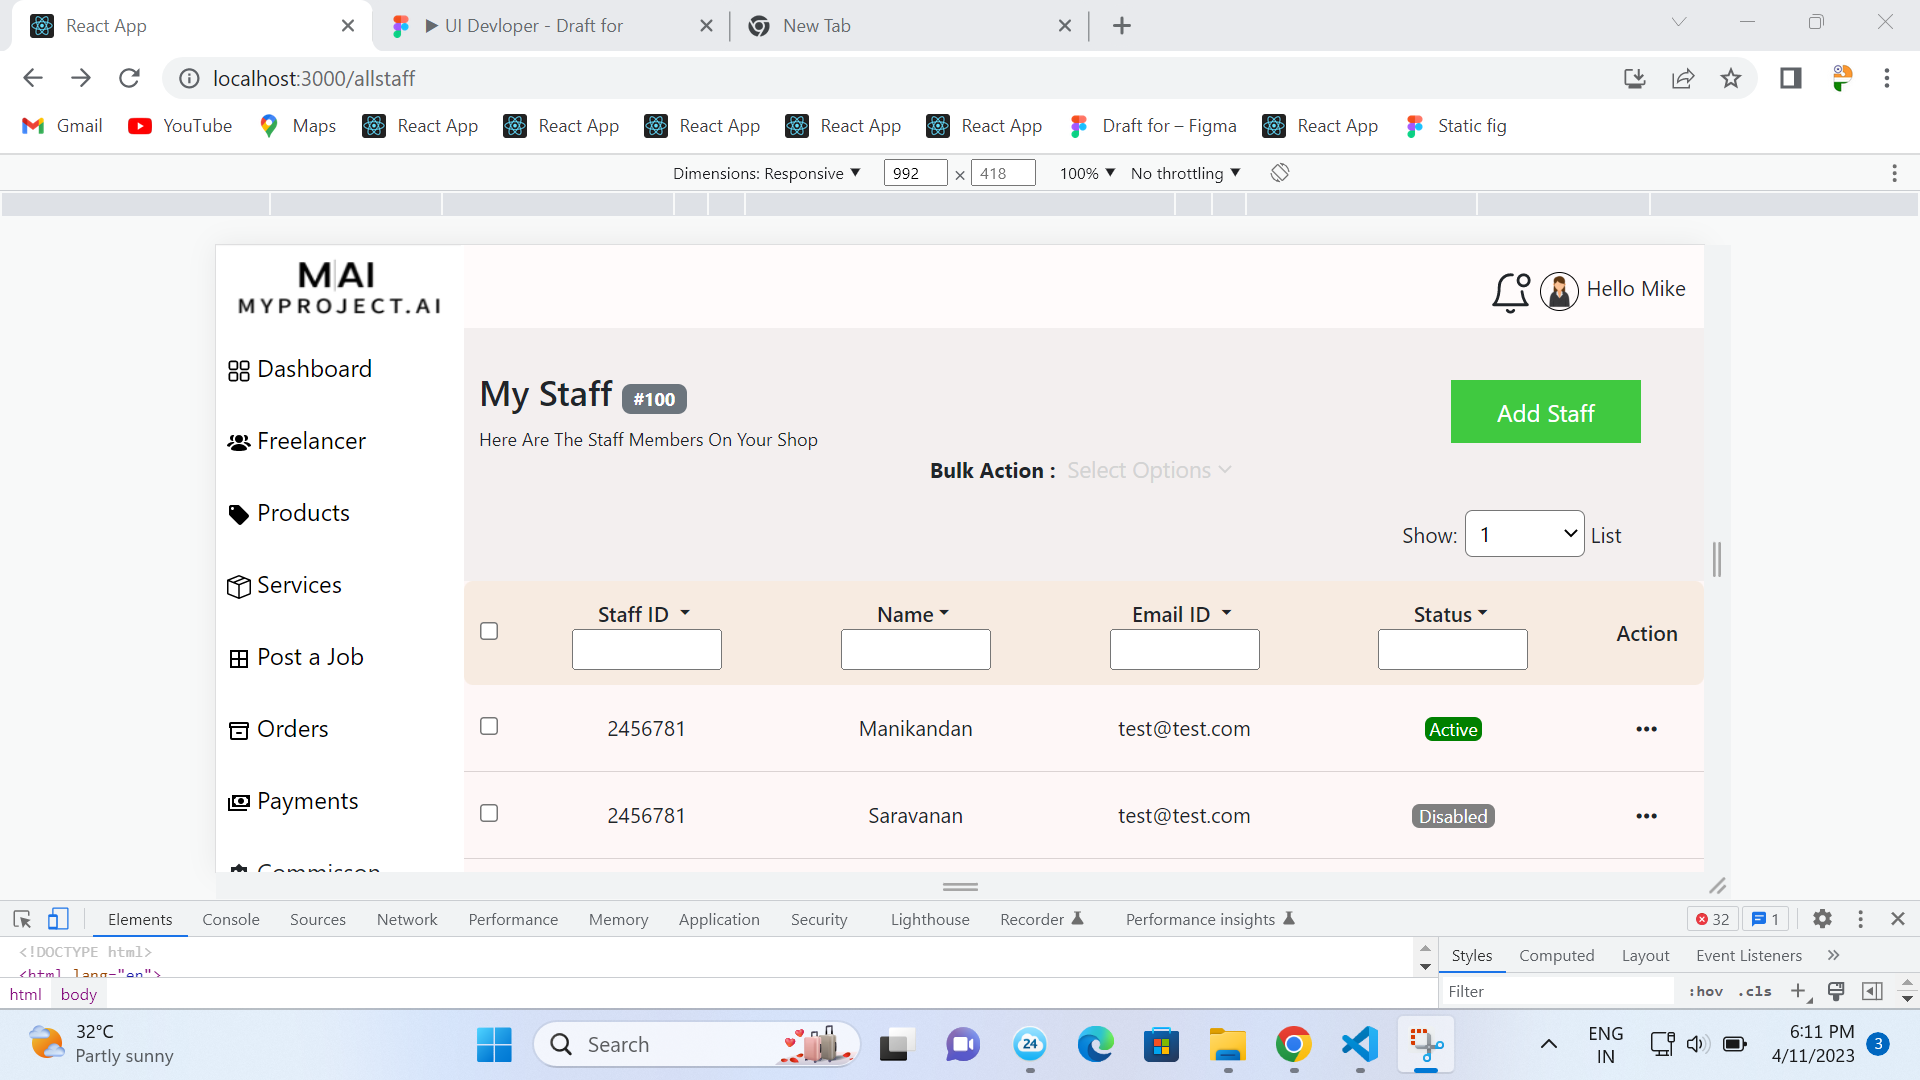 React App
▶ UI Devloper - Draft for
New Tab
localhost:3000/allstaff
Gmail
YouTube
Maps
React App
React App
React App
React App
React App
Draft for – Figma
React App
Static fig
Dimensions: Responsive ▼
992 × 418
100% ▼
No throttling ▼
M|AI
MYPROJECT.AI
Hello Mike
Dashboard
Freelancer
Products
Services
Post a Job
Orders
Payments
Commisson
My Staff #100
Here Are The Staff Members On Your Shop
Add Staff
Bulk Action : Select Options
Show: 1 List
Staff ID Name Email ID Status Action
2456781 Manikandan test@test.com Active •••
2456781 Saravanan test@test.com Disabled •••
Elements Console Sources Network Performance Memory Application Security Lighthouse Recorder Performance insights 32 1
<!DOCTYPE html>
<html lang="en">
html body
Styles Computed Layout Event Listeners »
Filter :hov .cls +
32°C
Partly sunny
Search
24
ENG
IN
6:11 PM
4/11/2023
3